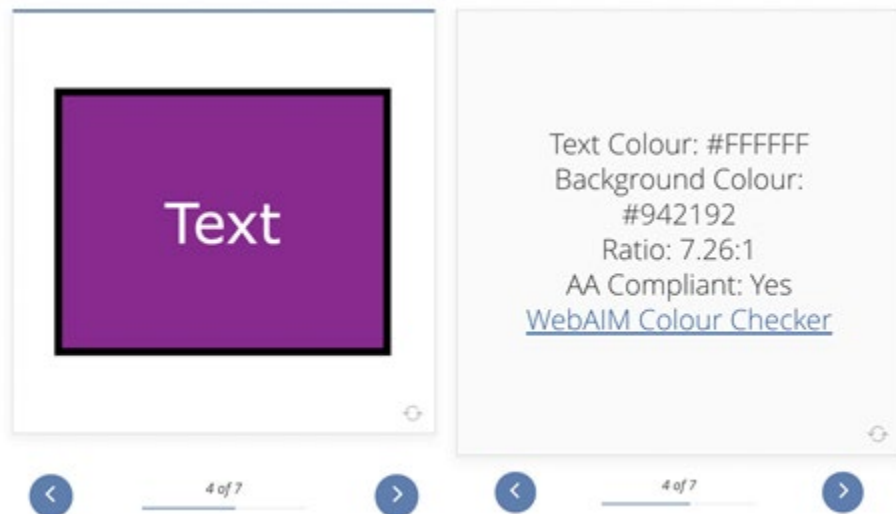 Text
4 of 7
Text Colour: #FFFFFF
Background Colour:
#942192
Ratio: 7.26:1
AA Compliant: Yes
WebAIM Colour Checker
4 of 7